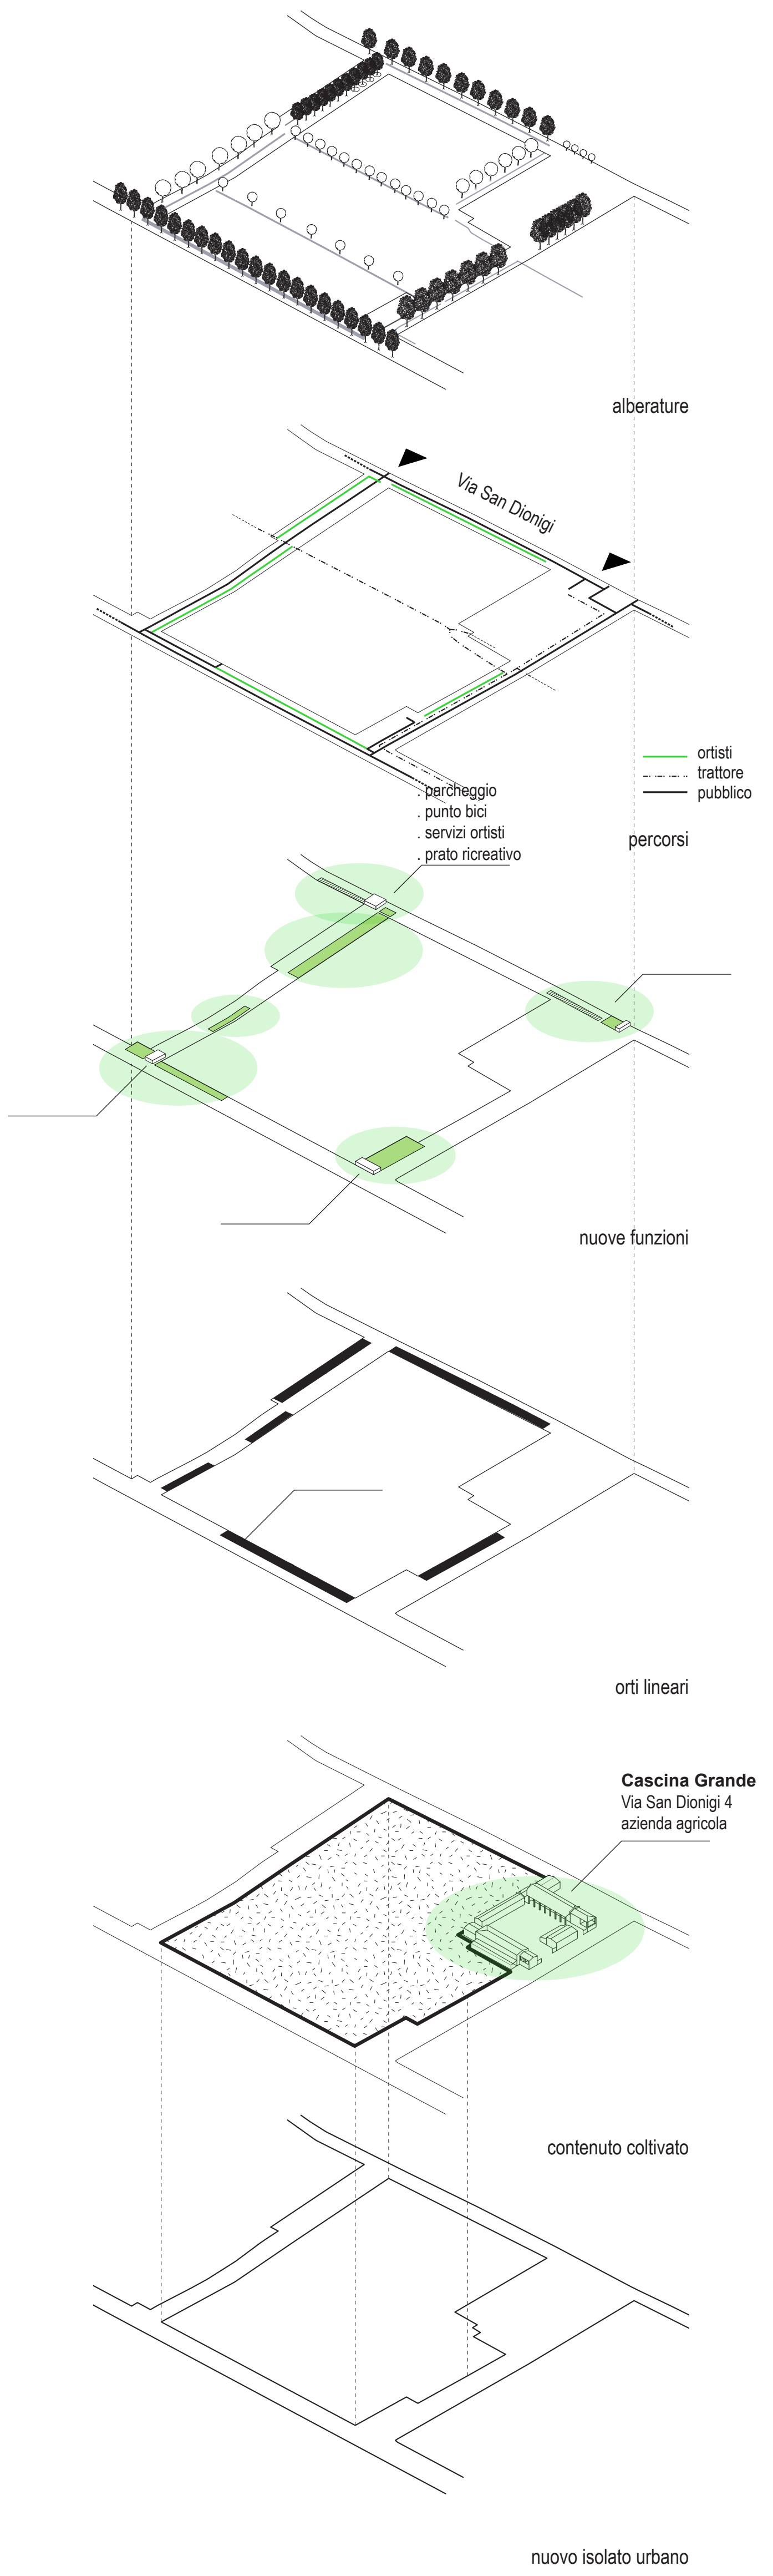 alberature
Via San Dionigi
ortisti
trattore
pubblico
percorsi
. parcheggio
. punto bici
. servizi ortisti
. prato ricreativo
nuove funzioni
orti lineari
Cascina Grande
Via San Dionigi 4
azienda agricola
contenuto coltivato
nuovo isolato urbano